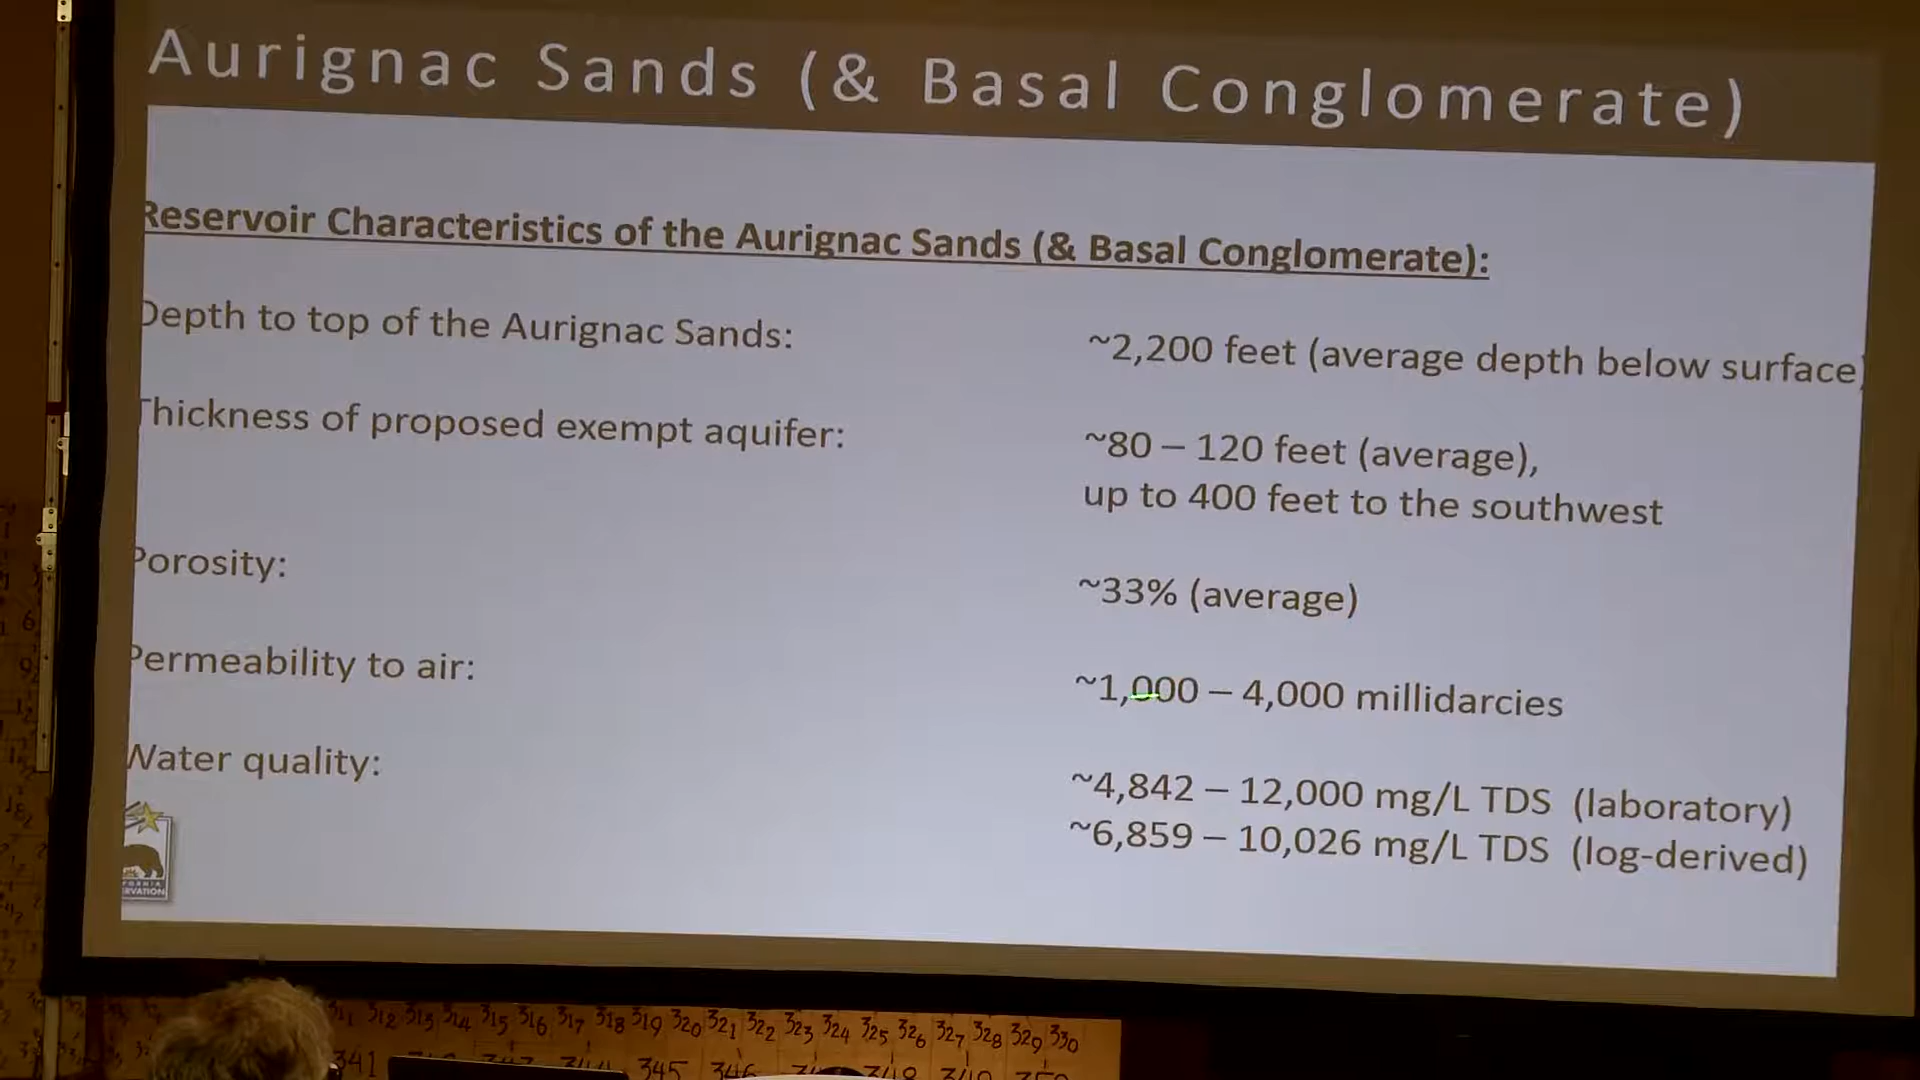 Aurignac Sands (& Basal Conglomerate)
Reservoir Characteristics of the Aurignac Sands (& Basal Conglomerate):
Depth to top of the Aurignac Sands: ~2,200 feet (average depth below surface)
Thickness of proposed exempt aquifer: ~80 – 120 feet (average),
up to 400 feet to the southwest
Porosity: ~33% (average)
Permeability to air: ~1,000 – 4,000 millidarcies
Water quality: ~4,842 – 12,000 mg/L TDS (laboratory)
~6,859 – 10,026 mg/L TDS (log-derived)
311 312 313 314 315 316 317 318 319 320 321 322 323 324 325 326 327 328 329 330
341 345 346